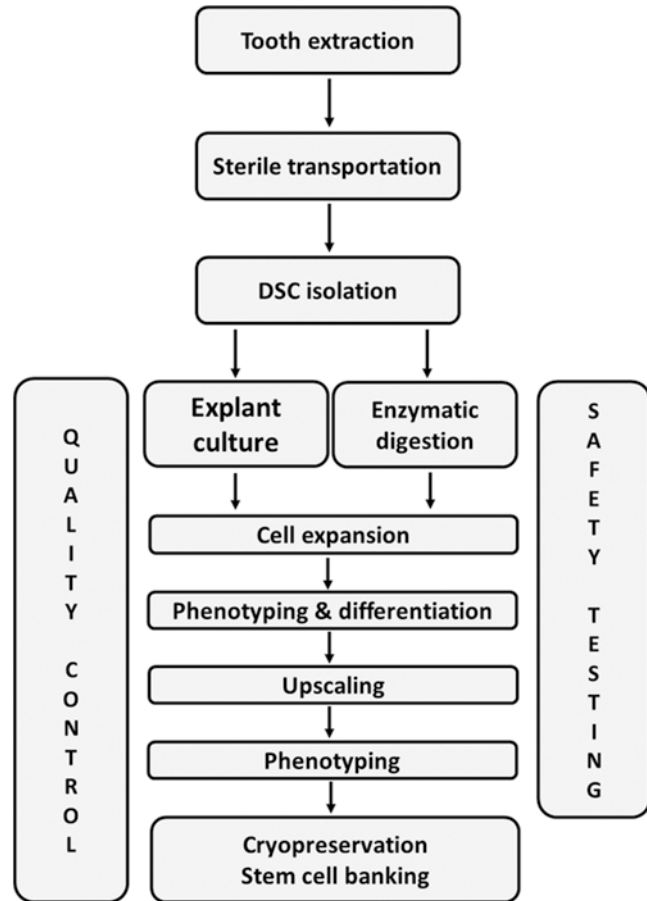 Tooth extraction
Sterile transportation
DSC isolation
Explant
culture
Enzymatic
digestion
QUALITY CONTROL
SAFETY TESTING
Cell expansion
Phenotyping & differentiation
Upscaling
Phenotyping
Cryopreservation
Stem cell banking